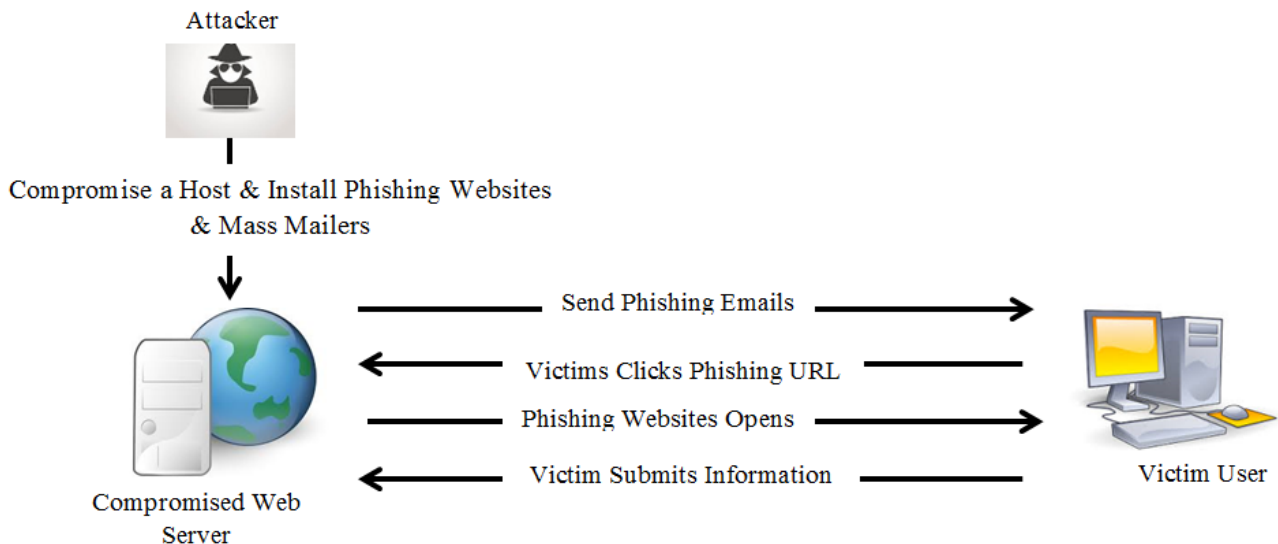 Attacker
Compromise a Host & Install Phishing Websites
& Mass Mailers
Send Phishing Emails
Victims Clicks Phishing URL
Phishing Websites Opens
Victim Submits Information
Compromised Web
Server
Victim User